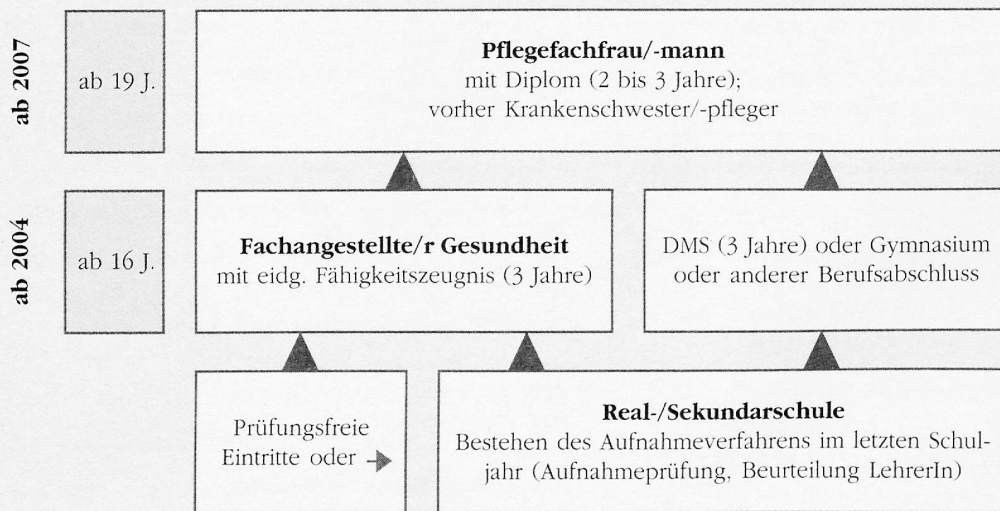 ab 2007
ab 19 J.
Pflegefachfrau/-mann
mit Diplom (2 bis 3 Jahre);
vorher Krankenschwester/-pfleger
ab 2004
ab 16 J.
Fachangestellte/r Gesundheit
mit eidg. Fähigkeitszeugnis (3 Jahre)
DMS (3 Jahre) oder Gymnasium
oder anderer Berufsabschluss
Prüfungsfreie
Eintritte oder
Real-/Sekundarschule
Bestehen des Aufnahmeverfahrens im letzten Schul-
jahr (Aufnahmeprüfung, Beurteilung LehrerIn)